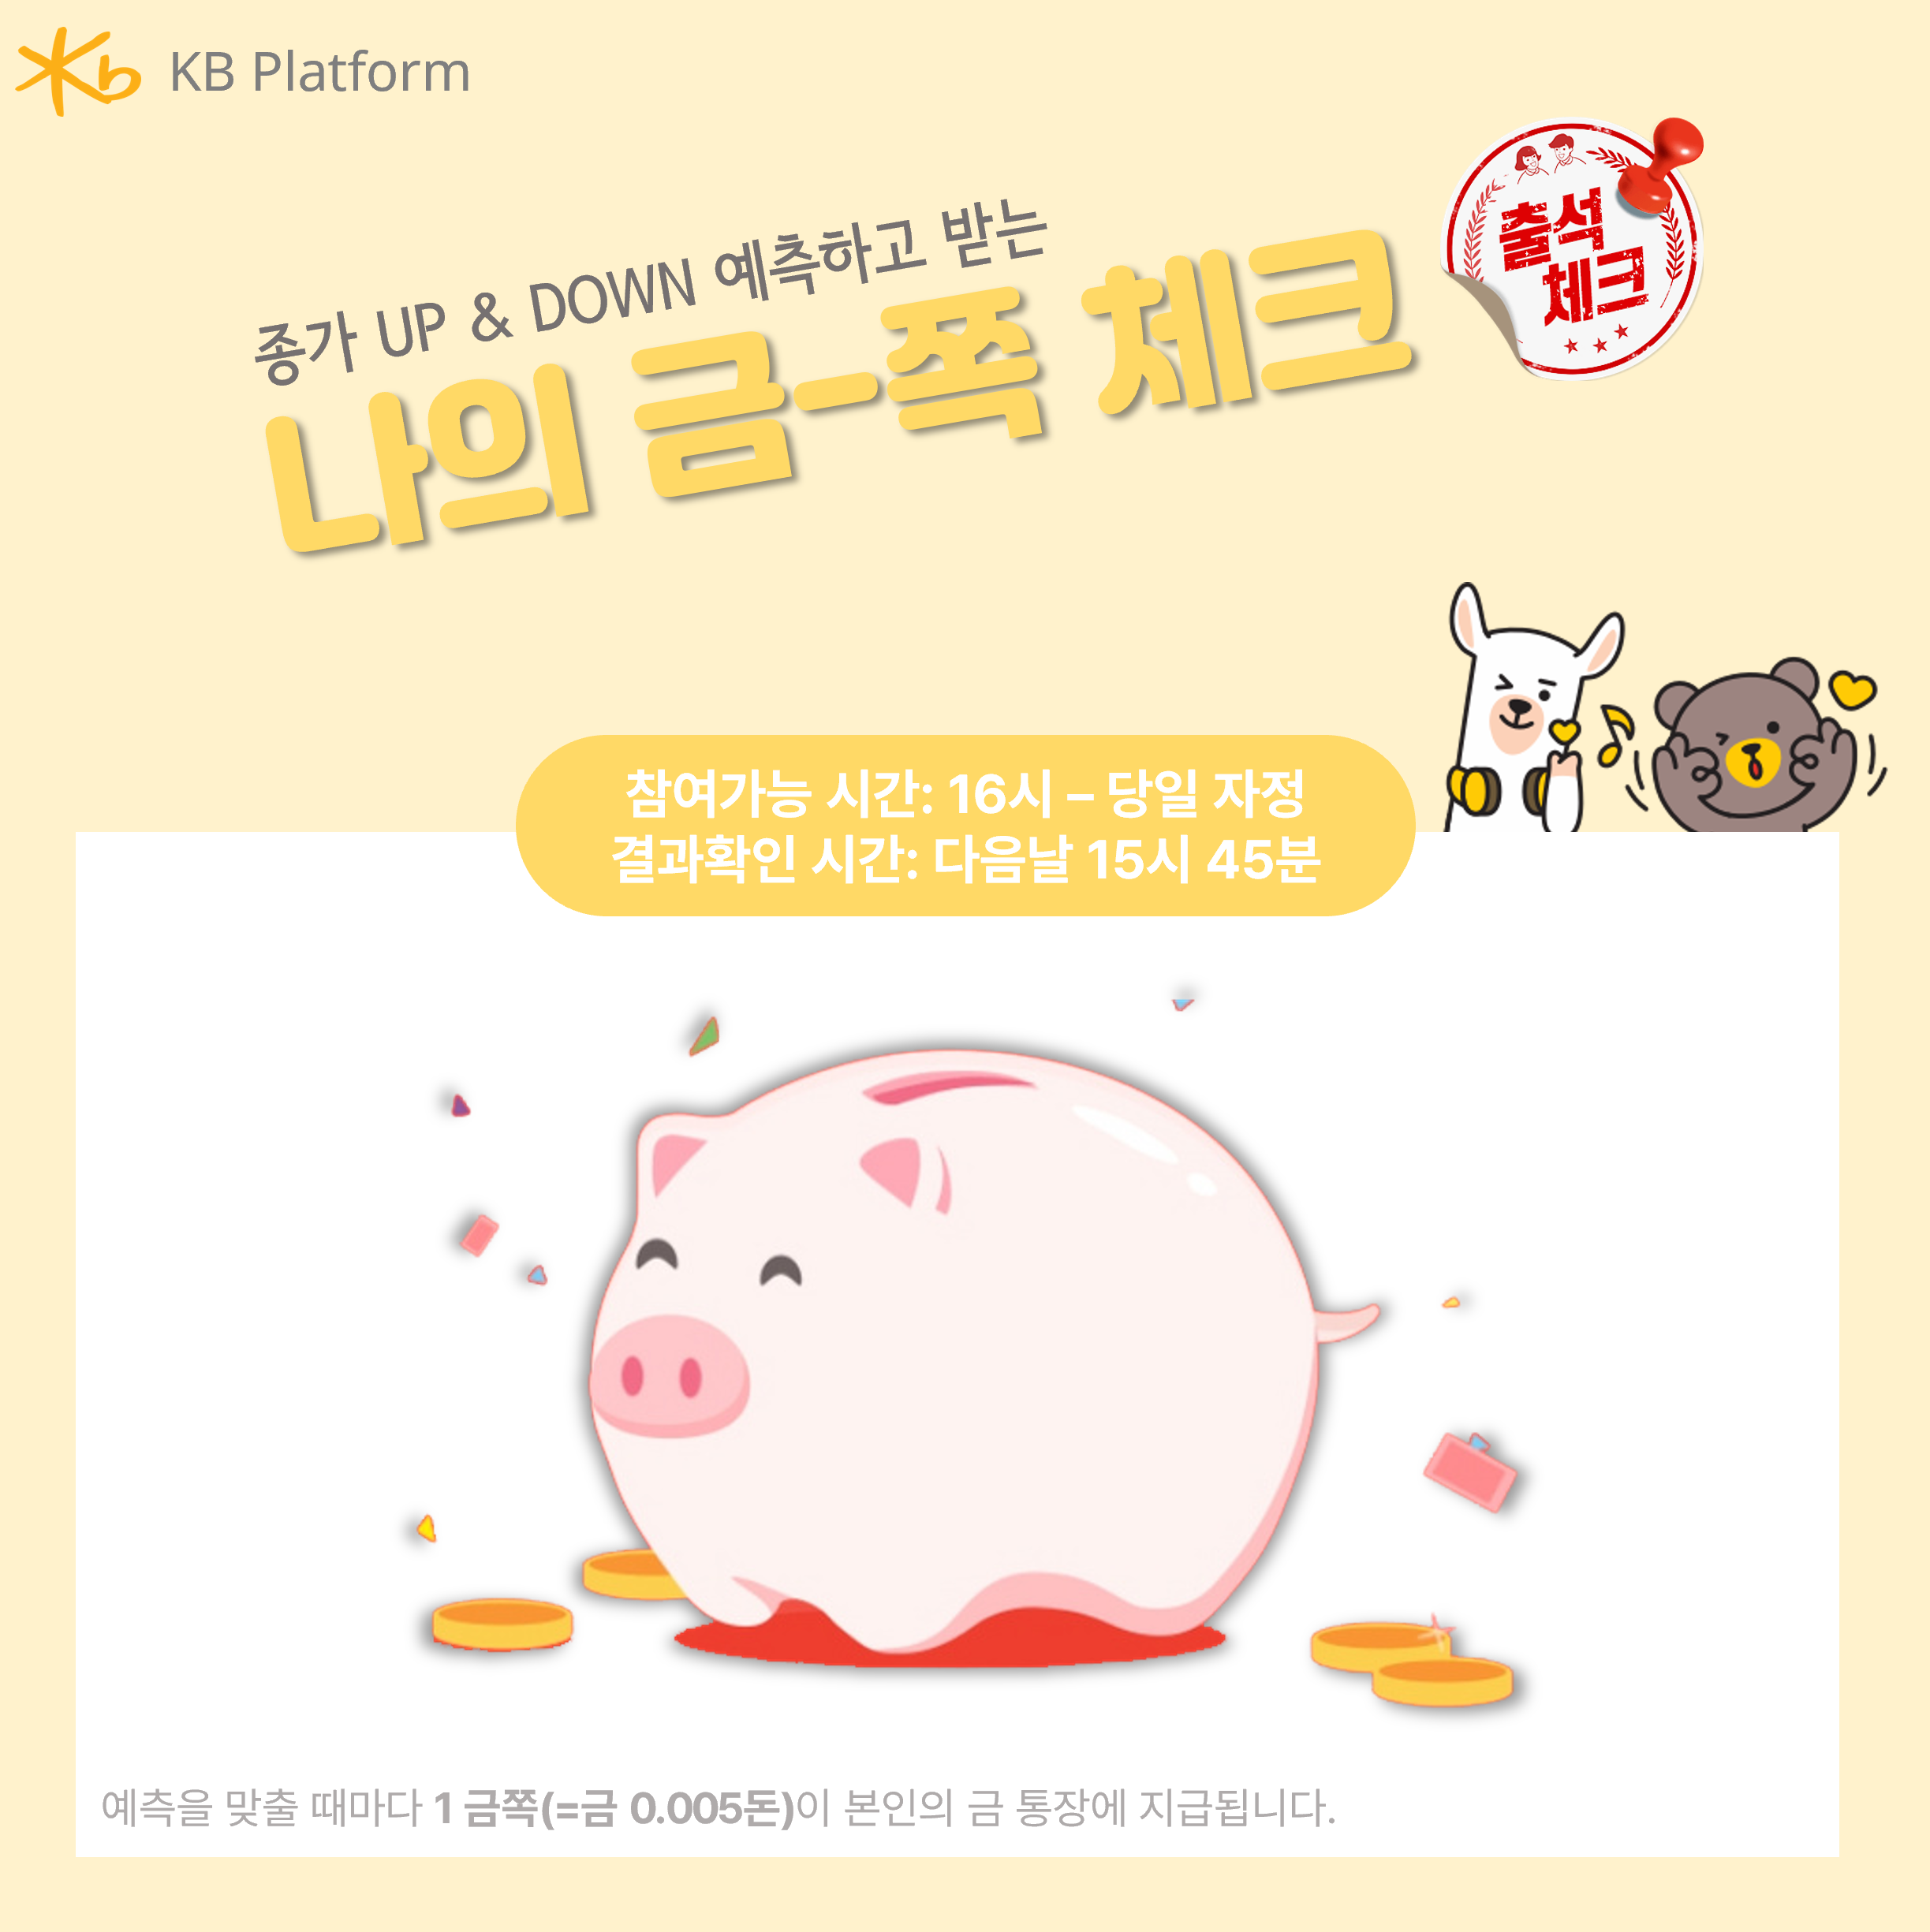 Kb KB Platform
출석
체크
종가 UP & DOWN 예측하고 받는
나의 금-쪽 체크
참여가능 시간: 16시 – 당일 자정
결과확인 시간: 다음날 15시 45분
예측을 맞출 때마다 1 금쪽(=금 0.005돈)이 본인의 금 통장에 지급됩니다.